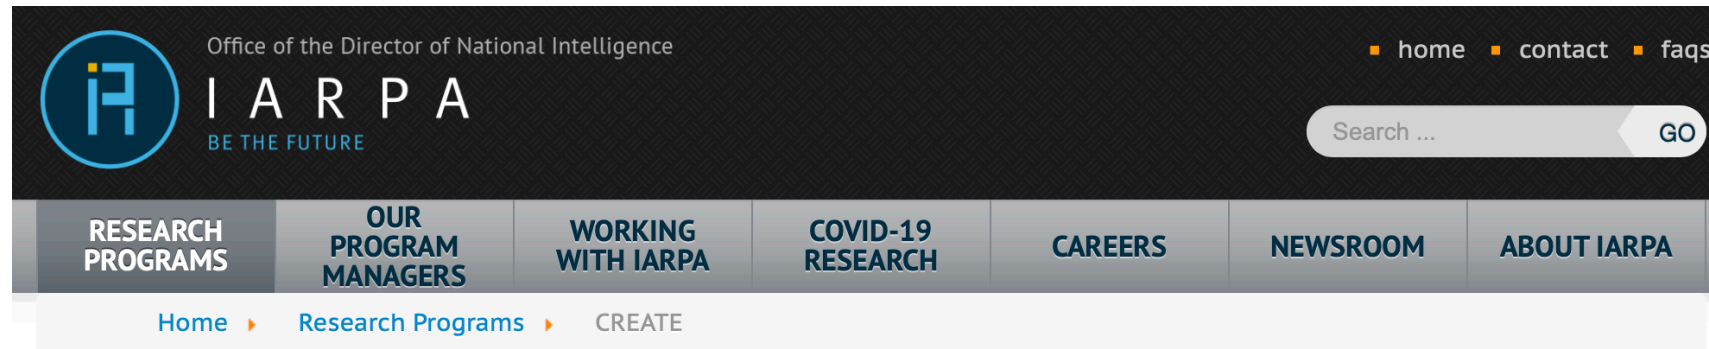 Office of the Director of National Intelligence
IARPA
BE THE FUTURE
home contact faqs
Search ... GO
RESEARCH PROGRAMS
OUR PROGRAM MANAGERS
WORKING WITH IARPA
COVID-19 RESEARCH
CAREERS
NEWSROOM
ABOUT IARPA
Home Research Programs CREATE